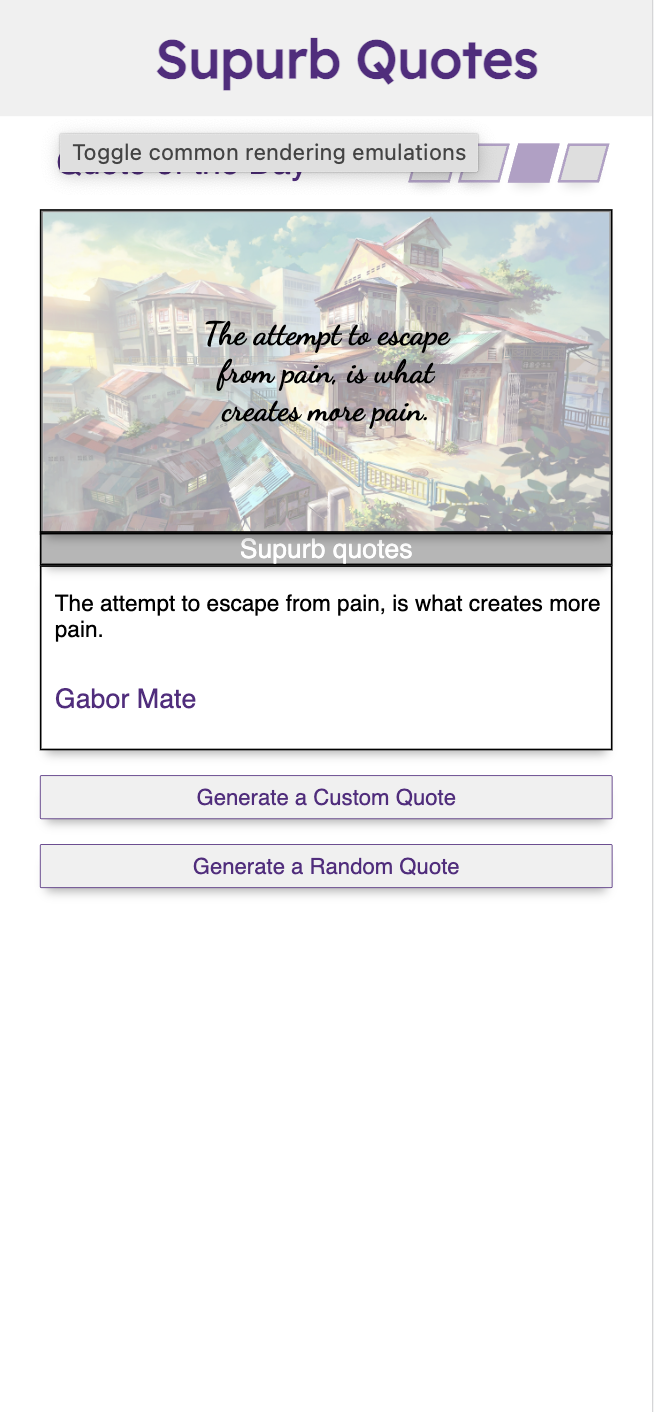 Supurb Quotes
Toggle common rendering emulations
Quote of the Day
The attempt to escape
from pain, is what
creates more pain.
Supurb quotes
The attempt to escape from pain, is what creates more
pain.
Gabor Mate
Generate a Custom Quote
Generate a Random Quote